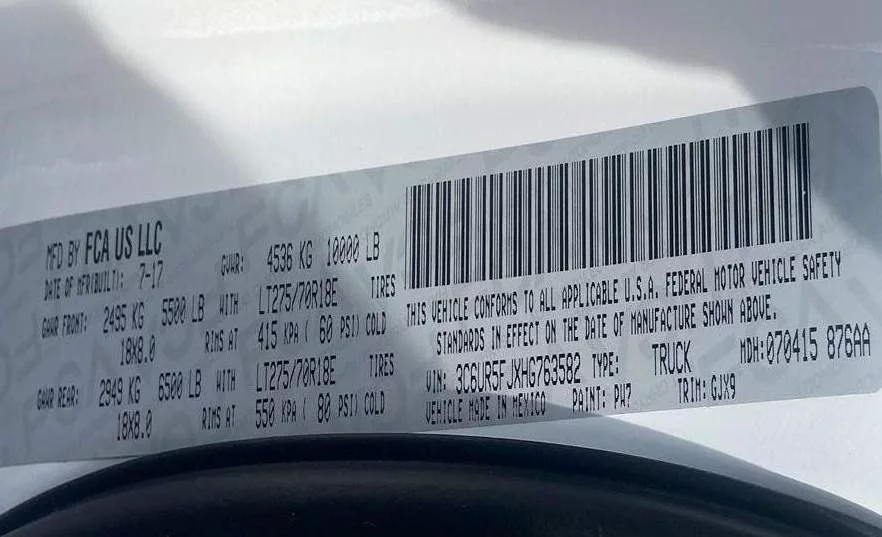 MFD BY FCA US LLC
DATE OF MFR(BUILT): 7-17
GVWR: 4536 KG 10000 LB
GAWR FRONT: 2495 KG 5500 LB WITH LT275/70R18E TIRES
18X8.0 RIMS AT 415 KPA ( 60 PSI) COLD
GAWR REAR: 2949 KG 6500 LB WITH LT275/70R18E TIRES
18X8.0 RIMS AT 550 KPA ( 80 PSI) COLD
THIS VEHICLE CONFORMS TO ALL APPLICABLE U.S.A. FEDERAL MOTOR VEHICLE SAFETY
STANDARDS IN EFFECT ON THE DATE OF MANUFACTURE SHOWN ABOVE.
VIN: 3C6UR5FJXHG763582 TYPE: TRUCK MDH:070415 876AA
VEHICLE MADE IN MEXICO PAINT: PW7 TRIM: GJX9